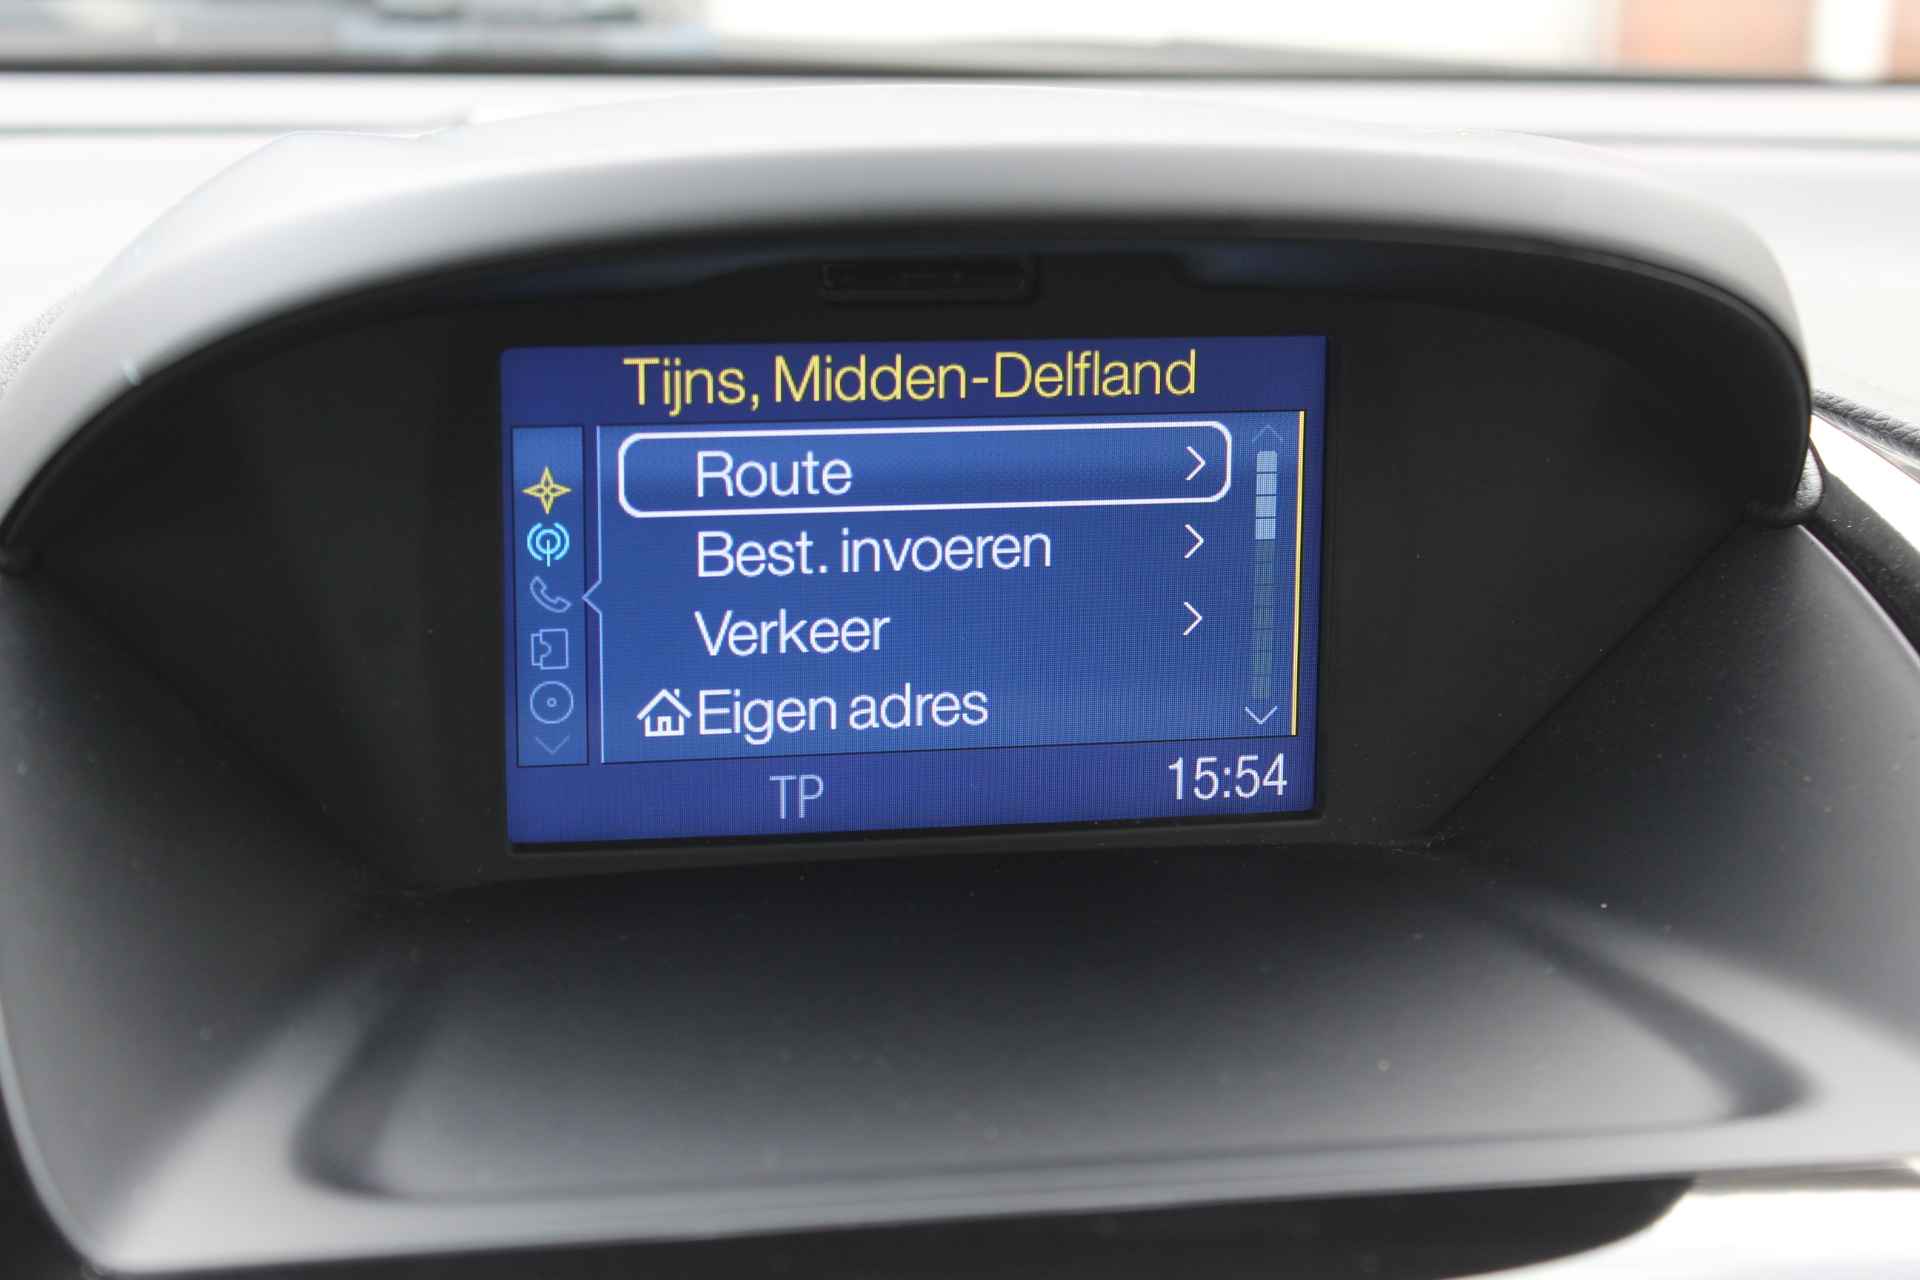 Tijns, Midden-Delfland
Route
Best. invoeren
Verkeer
Eigen adres
TP
15:54